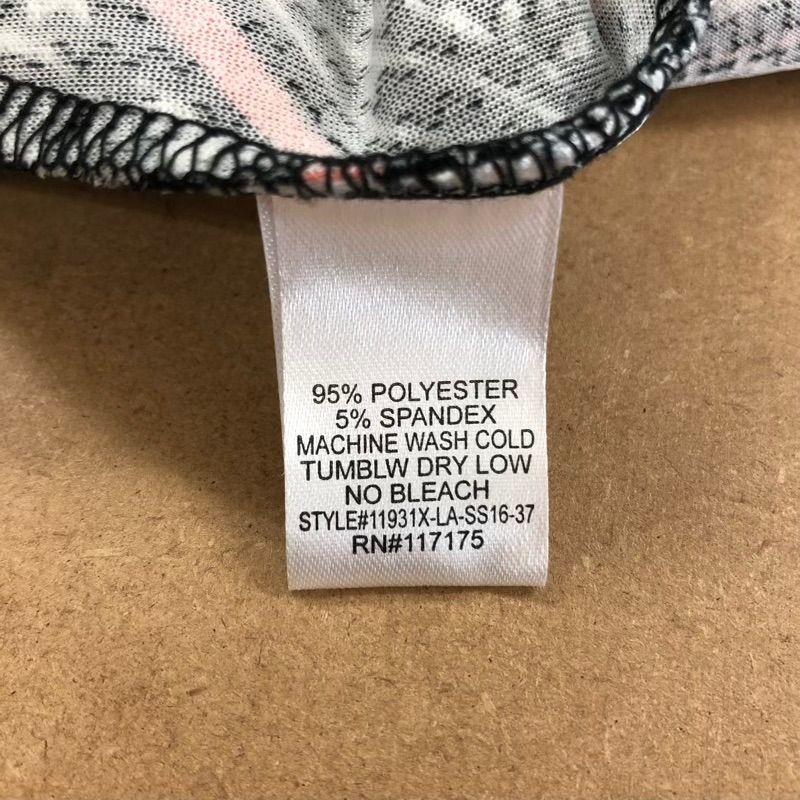 95% POLYESTER
5% SPANDEX
MACHINE WASH COLD
TUMBLW DRY LOW
NO BLEACH
STYLE#11931X-LA-SS16-37
RN#117175